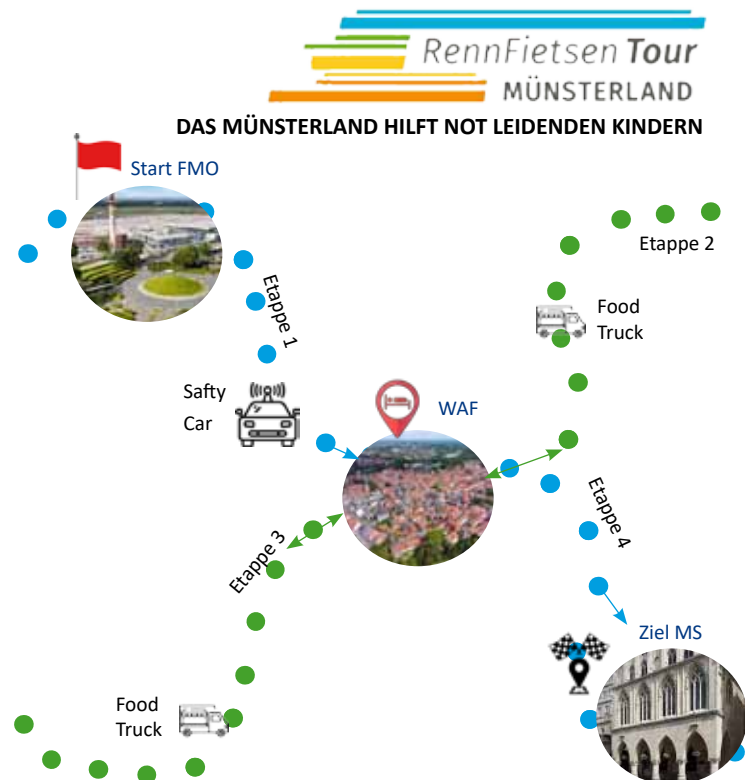 RennFietsen Tour
MÜNSTERLAND
DAS MÜNSTERLAND HILFT NOT LEIDENDEN KINDERN
Start FMO
Etappe 2
Etappe 1
Food
Truck
Safty
Car
WAF
Etappe 4
Etappe 3
Ziel MS
Food
Truck